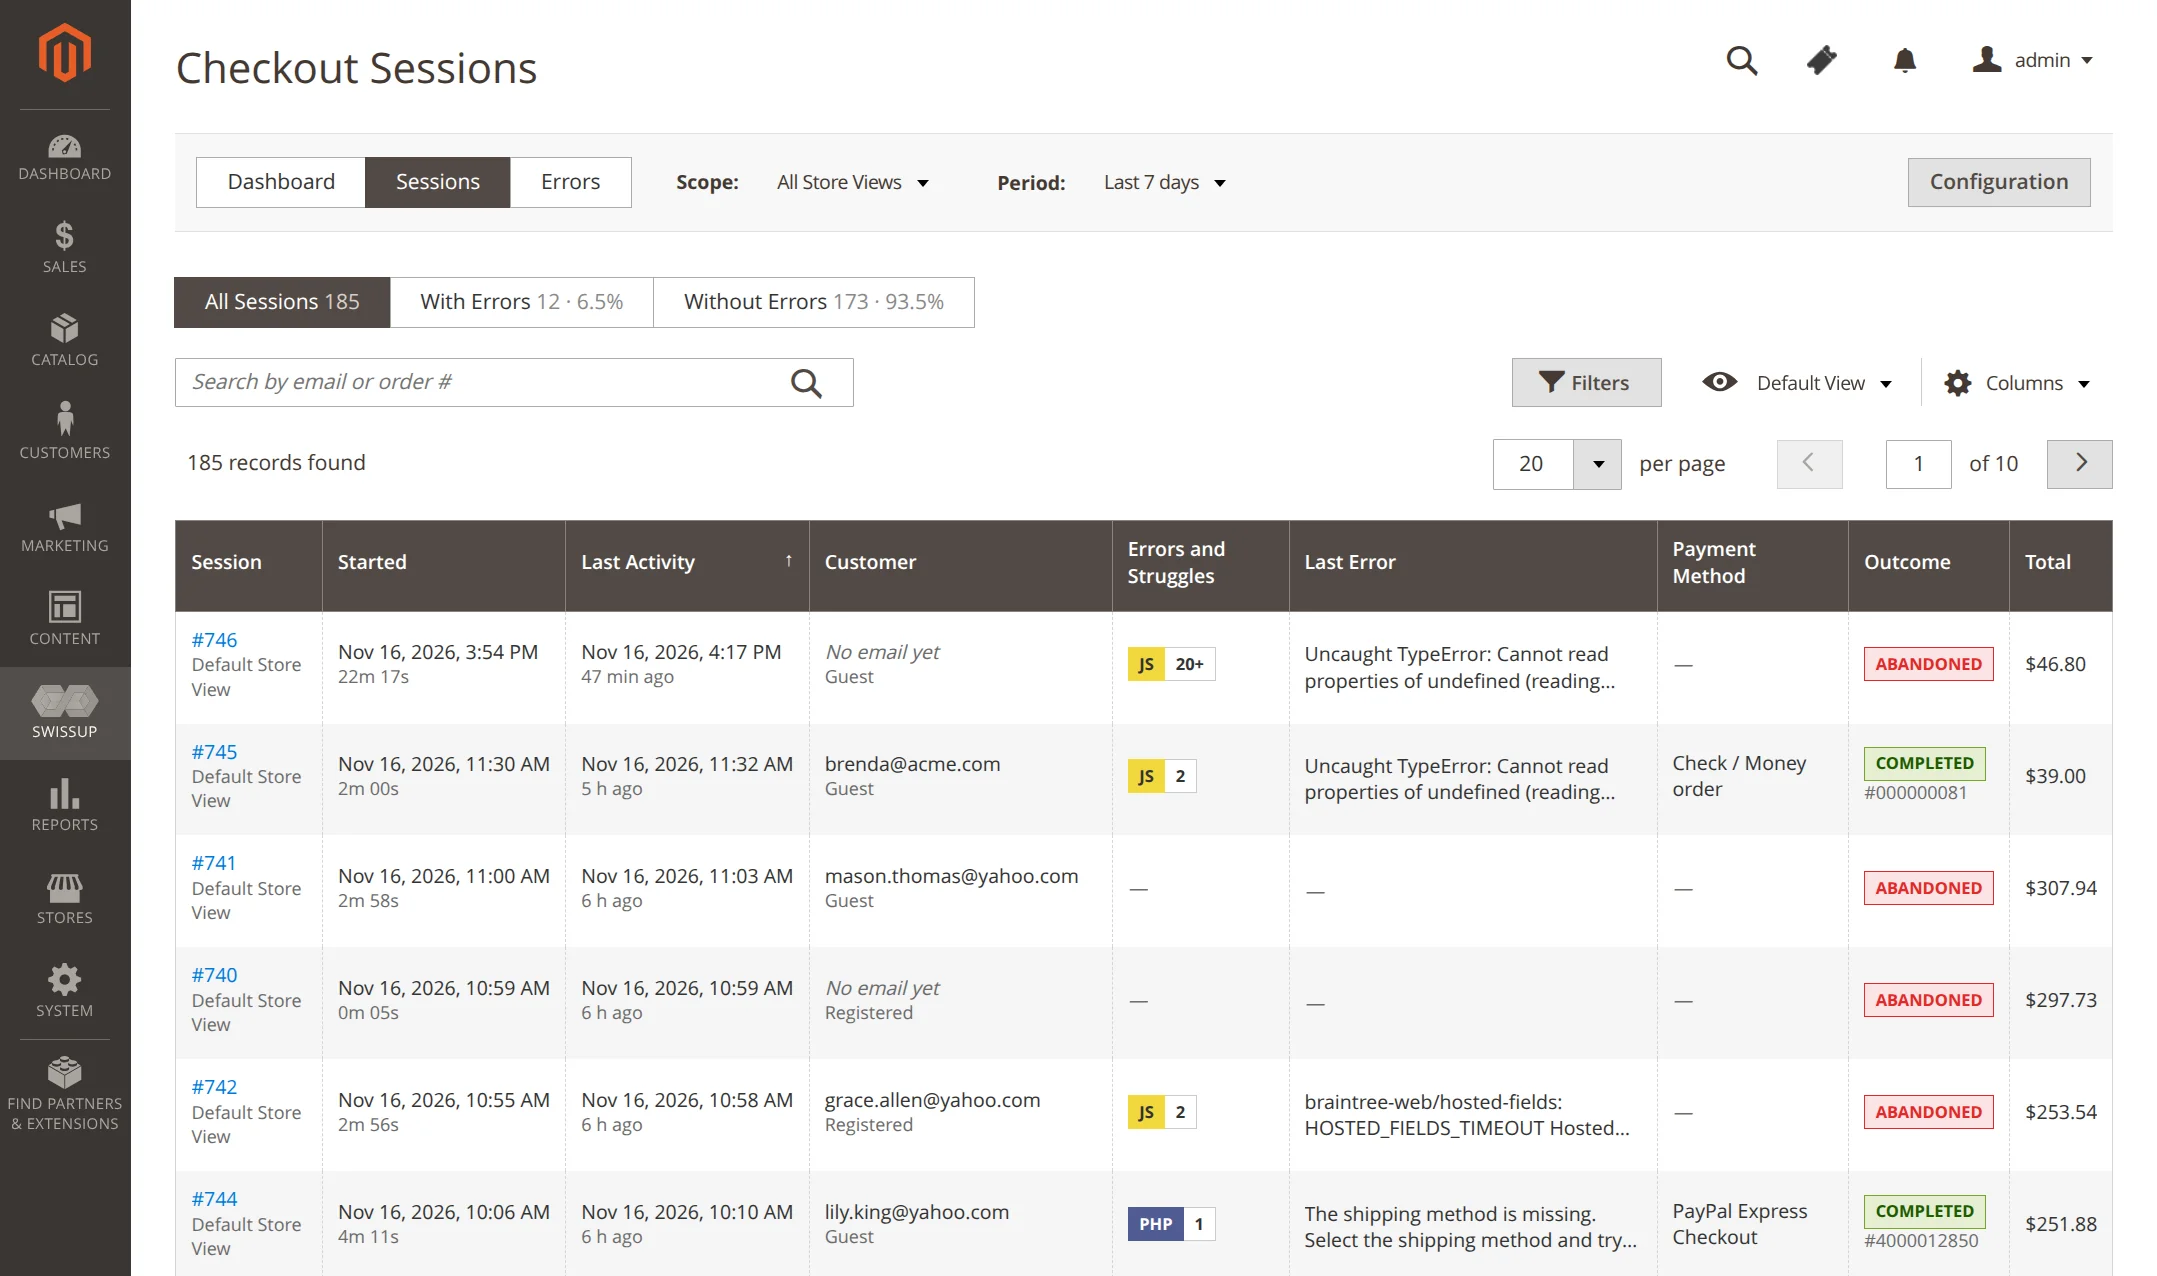 Checkout Sessions
admin
DASHBOARD
SALES
CATALOG
CUSTOMERS
MARKETING
CONTENT
SWISSUP
REPORTS
STORES
SYSTEM
FIND PARTNERS
& EXTENSIONS
Dashboard Sessions Errors Scope: All Store Views Period: Last 7 days Configuration
All Sessions 185 With Errors 12 · 6.5% Without Errors 173 · 93.5%
Search by email or order # Filters Default View Columns
185 records found 20 per page 1 of 10
Session Started Last Activity ↑ Customer Errors and Struggles Last Error Payment Method Outcome Total
#746
Default Store
View
Nov 16, 2026, 3:54 PM
22m 17s
Nov 16, 2026, 4:17 PM
47 min ago
No email yet
Guest
JS 20+
Uncaught TypeError: Cannot read
properties of undefined (reading...
—
ABANDONED
$46.80
#745
Default Store
View
Nov 16, 2026, 11:30 AM
2m 00s
Nov 16, 2026, 11:32 AM
5 h ago
brenda@acme.com
Guest
JS 2
Uncaught TypeError: Cannot read
properties of undefined (reading...
Check / Money
order
COMPLETED
#000000081
$39.00
#741
Default Store
View
Nov 16, 2026, 11:00 AM
2m 58s
Nov 16, 2026, 11:03 AM
6 h ago
mason.thomas@yahoo.com
Guest
—
—
—
ABANDONED
$307.94
#740
Default Store
View
Nov 16, 2026, 10:59 AM
0m 05s
Nov 16, 2026, 10:59 AM
6 h ago
No email yet
Registered
—
—
—
ABANDONED
$297.73
#742
Default Store
View
Nov 16, 2026, 10:55 AM
2m 56s
Nov 16, 2026, 10:58 AM
6 h ago
grace.allen@yahoo.com
Registered
JS 2
braintree-web/hosted-fields:
HOSTED_FIELDS_TIMEOUT Hosted...
—
ABANDONED
$253.54
#744
Default Store
View
Nov 16, 2026, 10:06 AM
4m 11s
Nov 16, 2026, 10:10 AM
6 h ago
lily.king@yahoo.com
Guest
PHP 1
The shipping method is missing.
Select the shipping method and try...
PayPal Express
Checkout
COMPLETED
#4000012850
$251.88